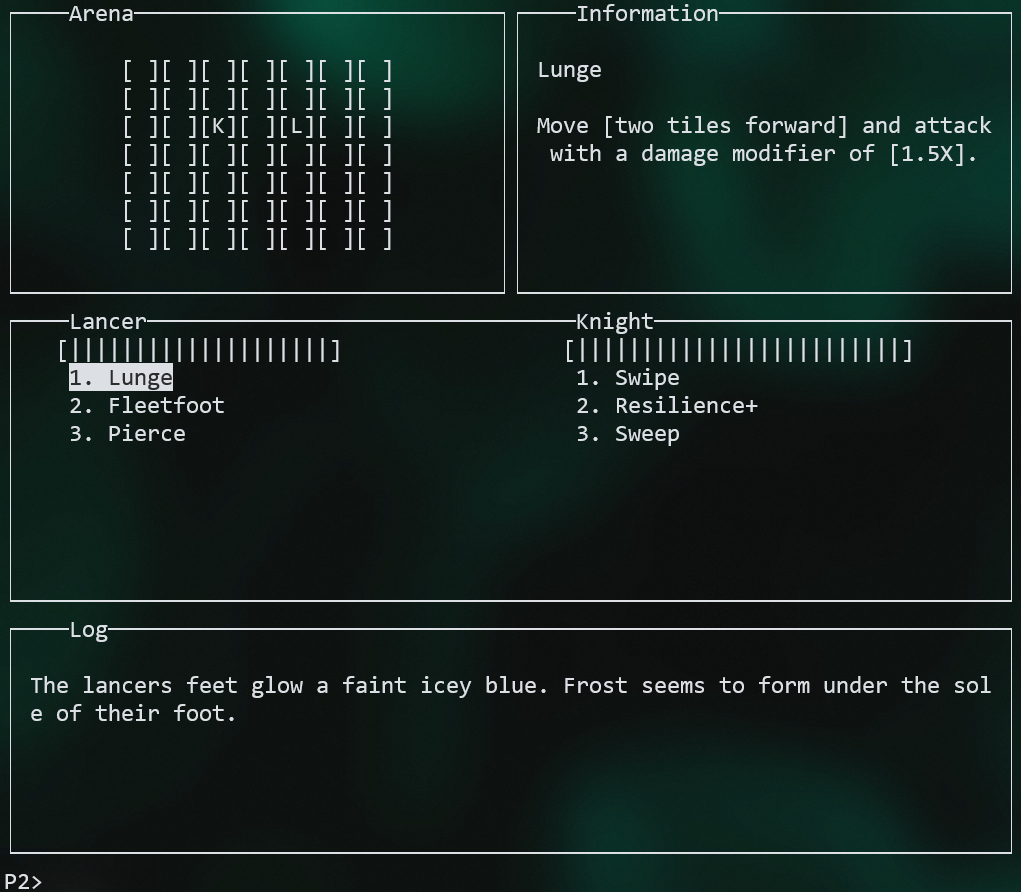 Arena
[ ][ ][ ][ ][ ][ ][ ]
[ ][ ][ ][ ][ ][ ][ ]
[ ][ ][K][ ][L][ ][ ]
[ ][ ][ ][ ][ ][ ][ ]
[ ][ ][ ][ ][ ][ ][ ]
[ ][ ][ ][ ][ ][ ][ ]
[ ][ ][ ][ ][ ][ ][ ]
Information
Lunge
Move [two tiles forward] and attack
with a damage modifier of [1.5X].
Lancer
[||||||||||||||||||||]
1. Lunge
2. Fleetfoot
3. Pierce
Knight
[|||||||||||||||||||||||||]
1. Swipe
2. Resilience+
3. Sweep
Log
The lancers feet glow a faint icey blue. Frost seems to form under the sol
e of their foot.
P2>